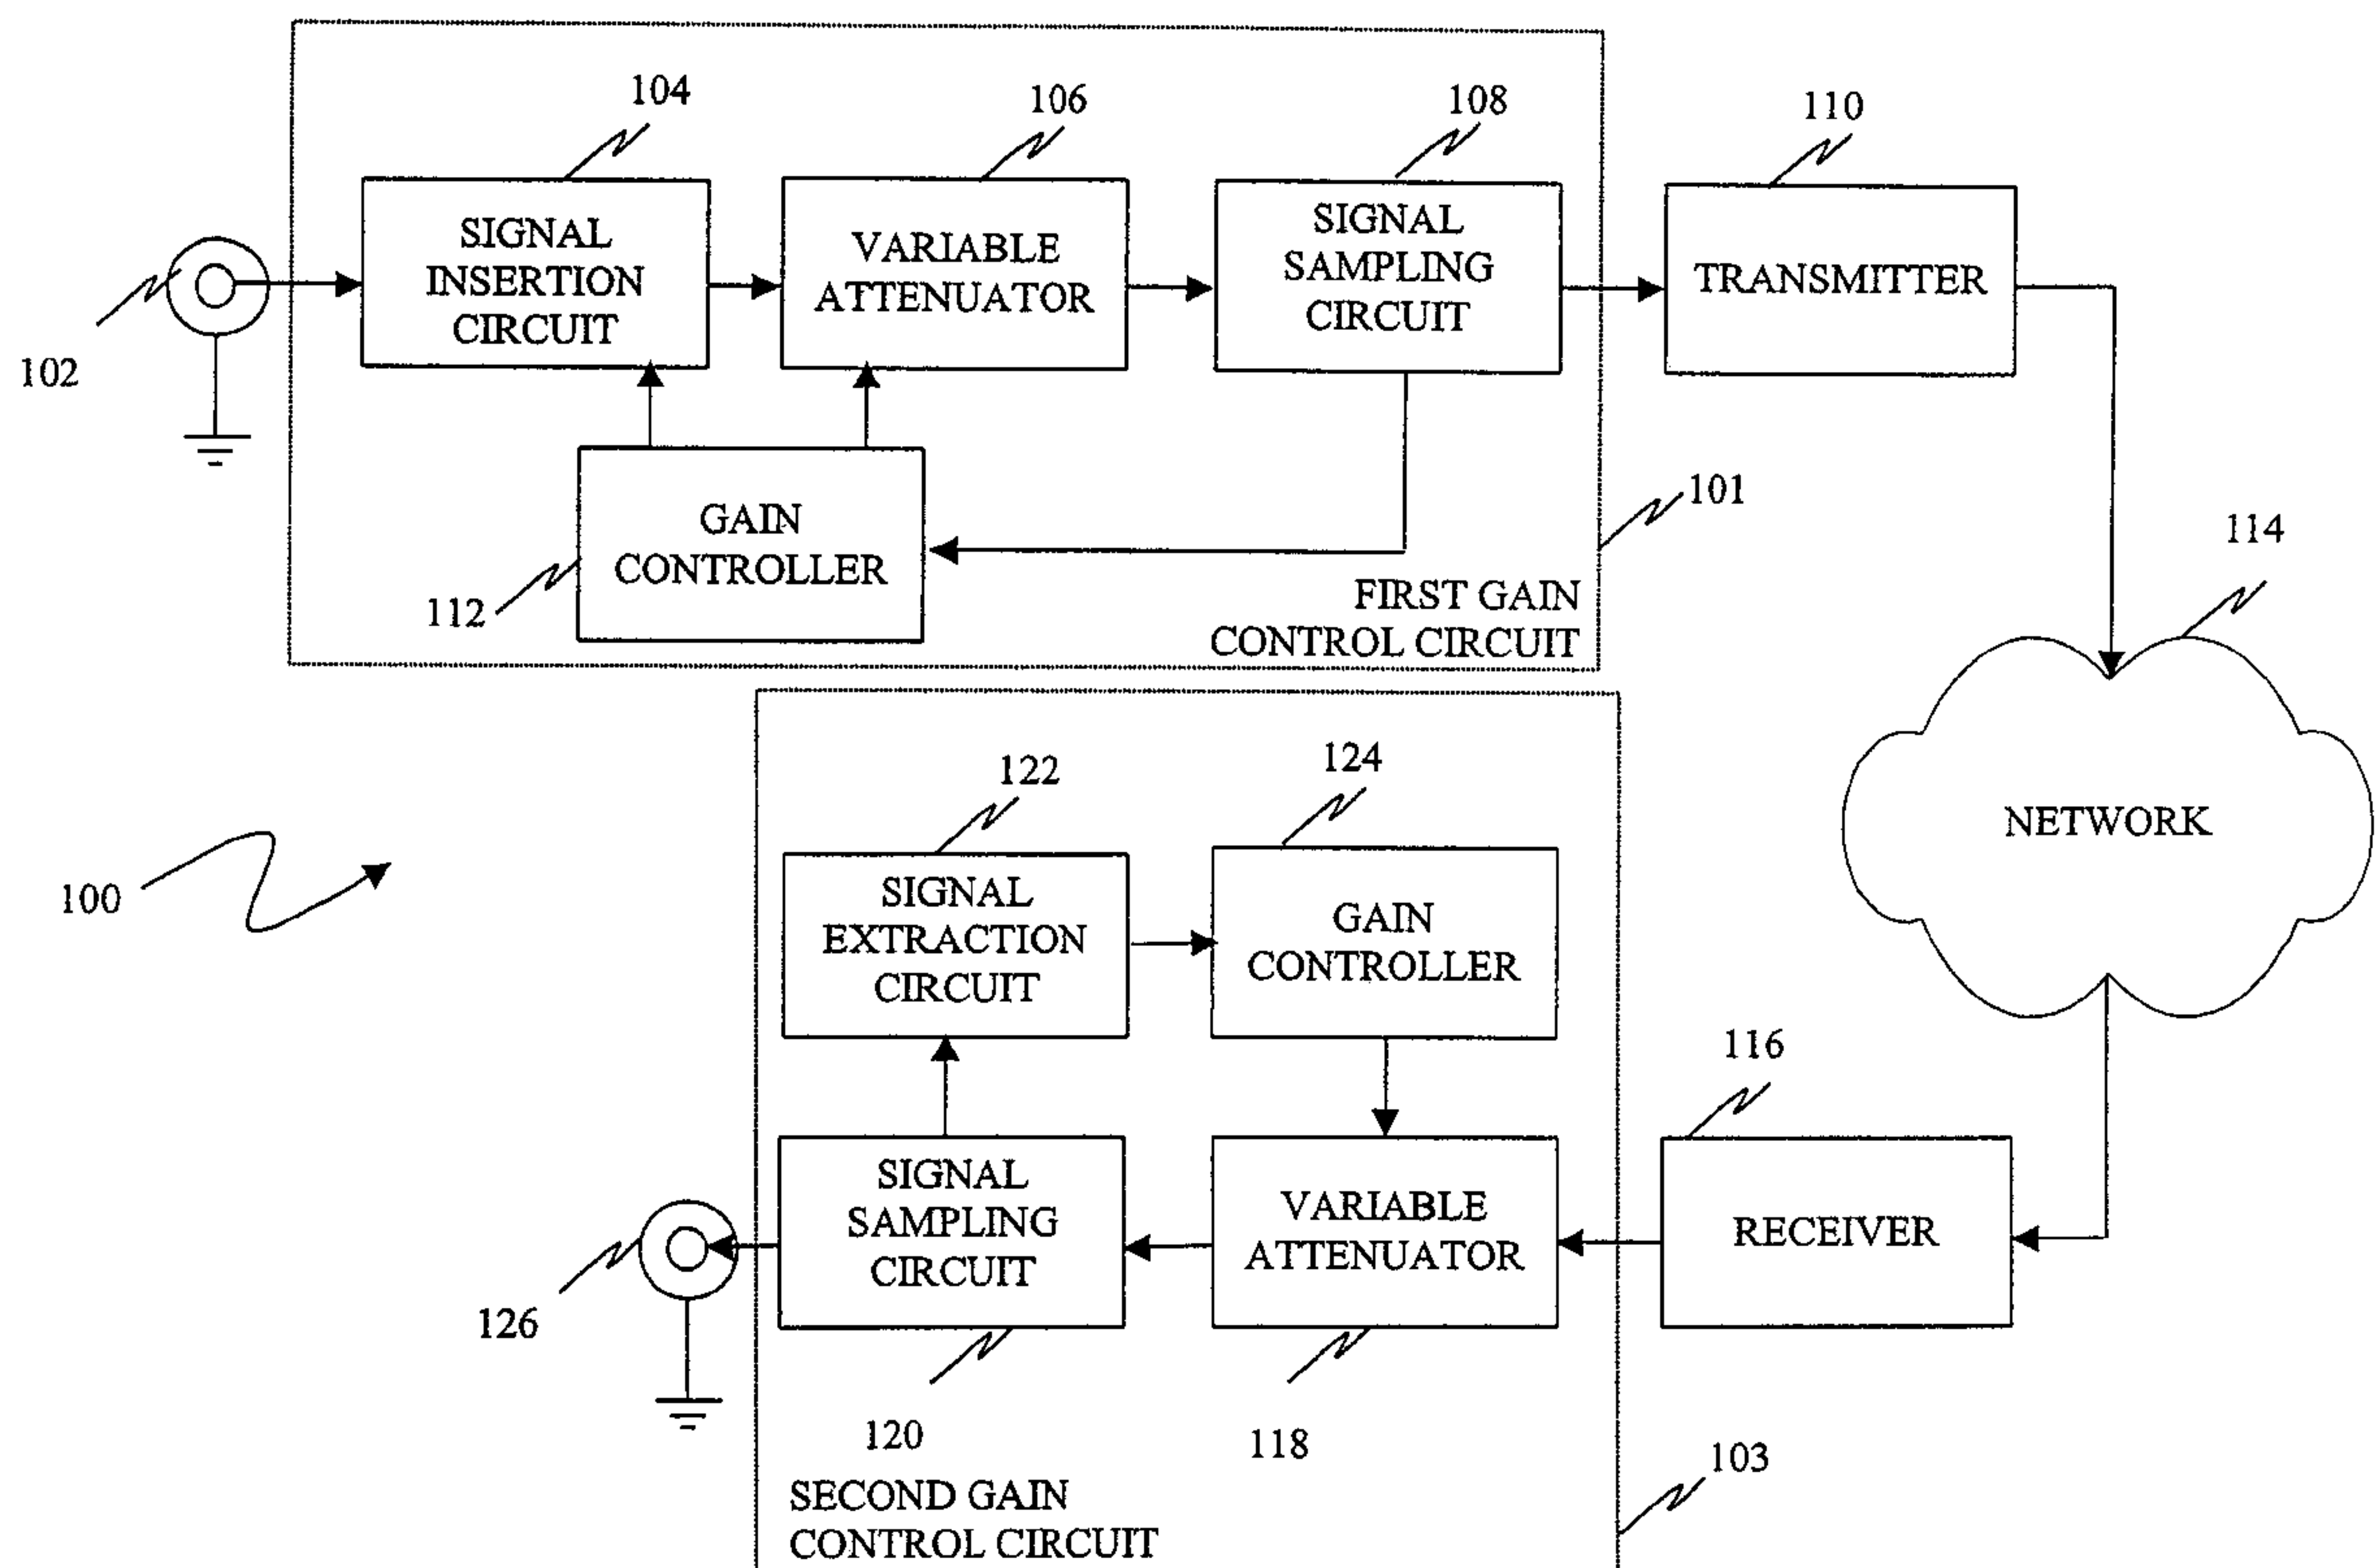 104
106
108
110
SIGNAL
INSERTION
CIRCUIT
VARIABLE
ATTENUATOR
SIGNAL
SAMPLING
CIRCUIT
TRANSMITTER
102
GAIN
CONTROLLER
112
101
FIRST GAIN
CONTROL CIRCUIT
114
NETWORK
100
122
124
SIGNAL
EXTRACTION
CIRCUIT
GAIN
CONTROLLER
116
SIGNAL
SAMPLING
CIRCUIT
VARIABLE
ATTENUATOR
RECEIVER
126
120
118
103
SECOND GAIN
CONTROL CIRCUIT